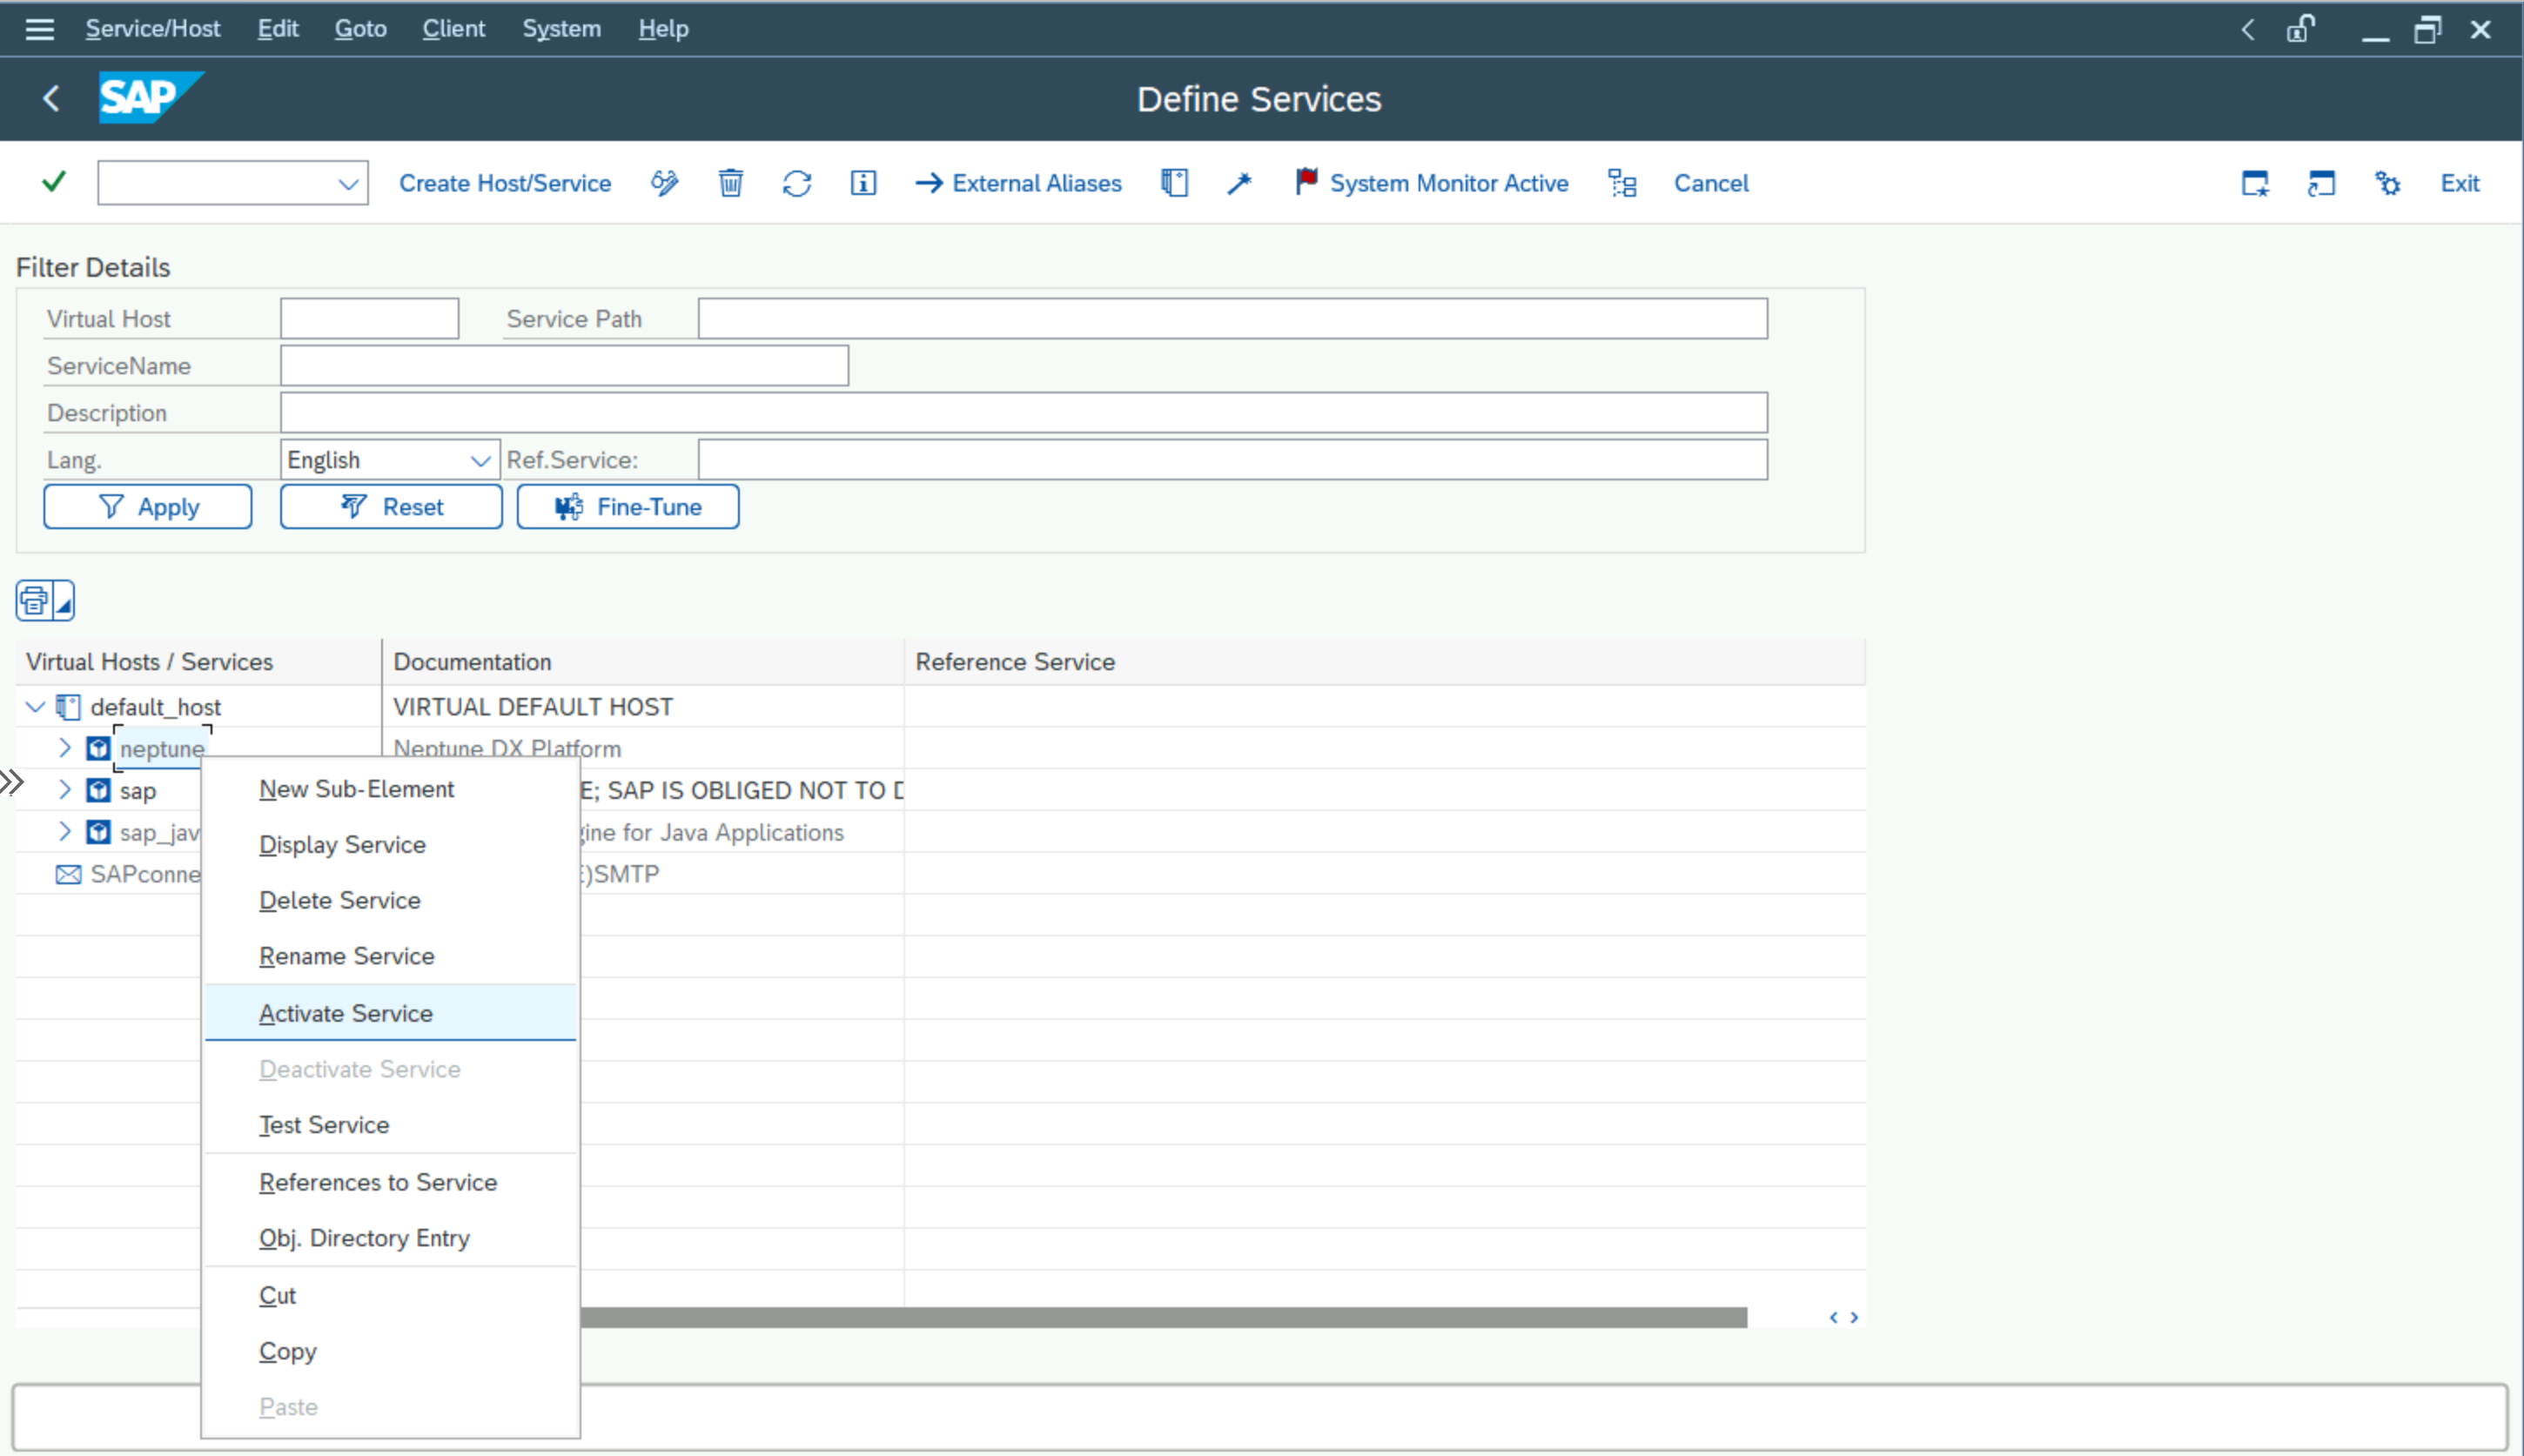 Service/Host Edit Goto Client System Help
SAP Define Services
Create Host/Service External Aliases System Monitor Active Cancel Exit
Filter Details
Virtual Host Service Path
ServiceName
Description
Lang. English Ref.Service:
Apply Reset Fine-Tune
Virtual Hosts / Services Documentation Reference Service
default_host VIRTUAL DEFAULT HOST
neptune Neptune DX Platform
sap E; SAP IS OBLIGED NOT TO D
sap_jav gine for Java Applications
SAPconne )SMTP
New Sub-Element
Display Service
Delete Service
Rename Service
Activate Service
Deactivate Service
Test Service
References to Service
Obj. Directory Entry
Cut
Copy
Paste